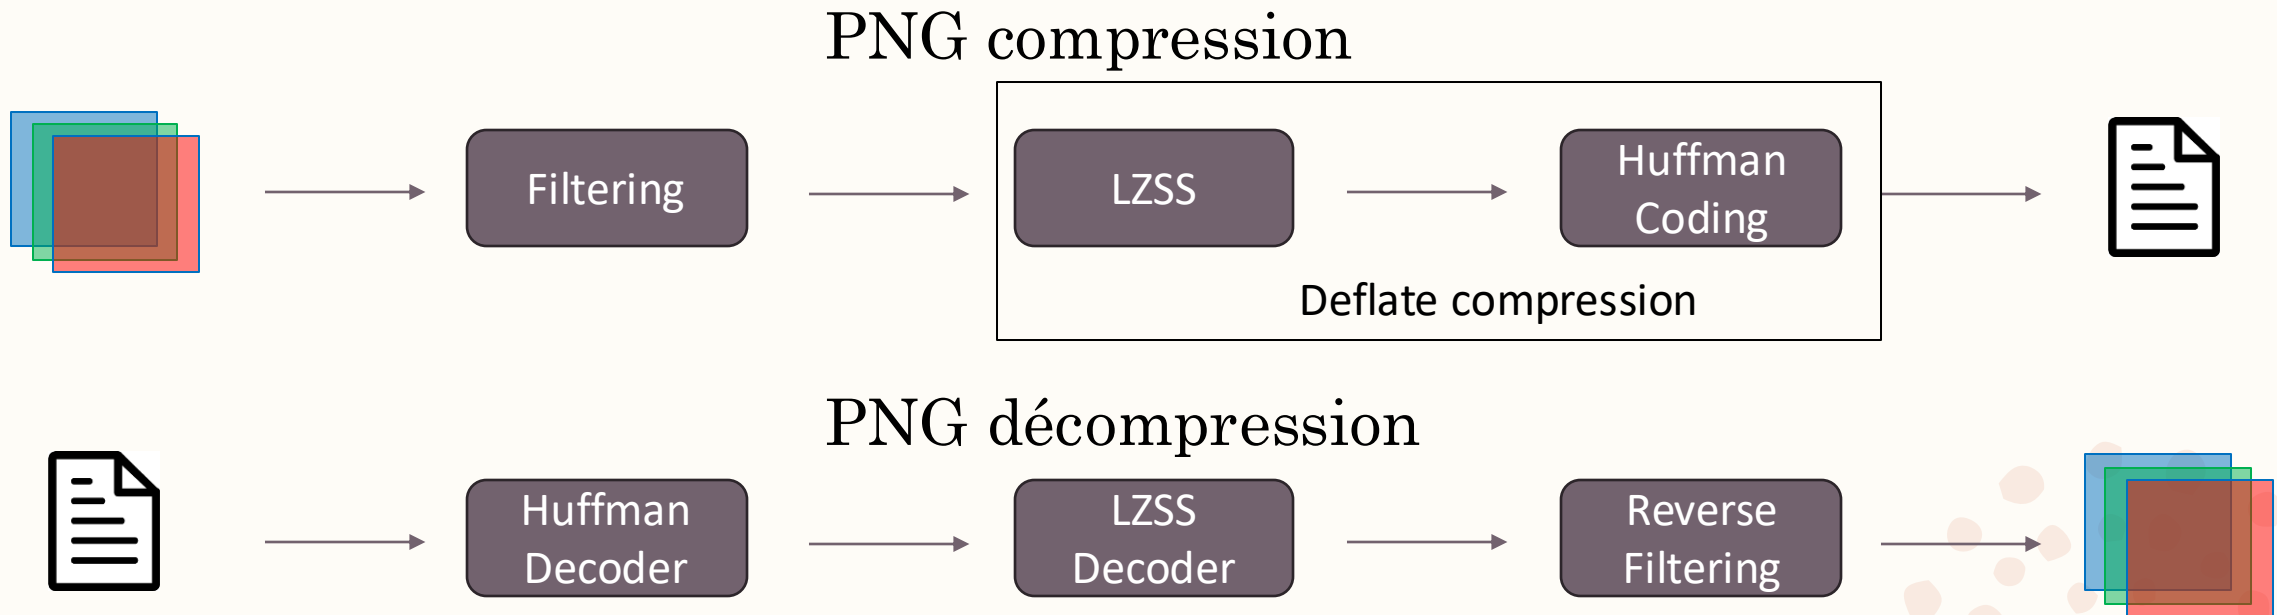 PNG compression
Filtering
LZSS
Huffman
Coding
Deflate compression
PNG décompression
Huffman
Decoder
LZSS
Decoder
Reverse
Filtering